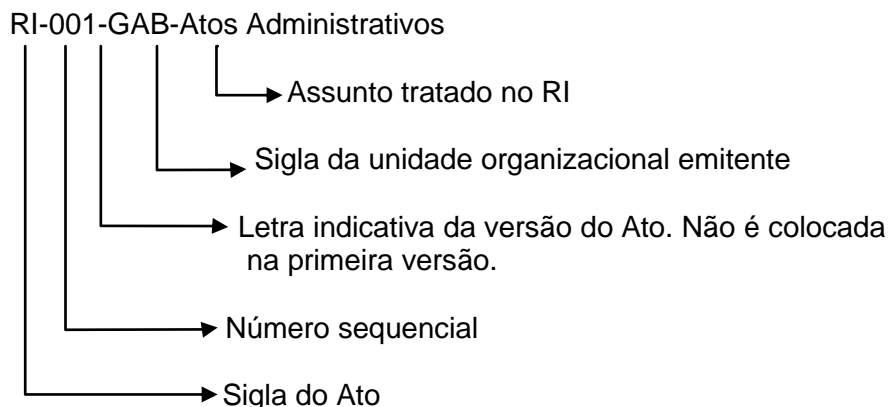 RI-001-GAB-Atos Administrativos
Assunto tratado no RI
Sigla da unidade organizacional emitente
Letra indicativa da versão do Ato. Não é colocada
na primeira versão.
Número sequencial
Sigla do Ato